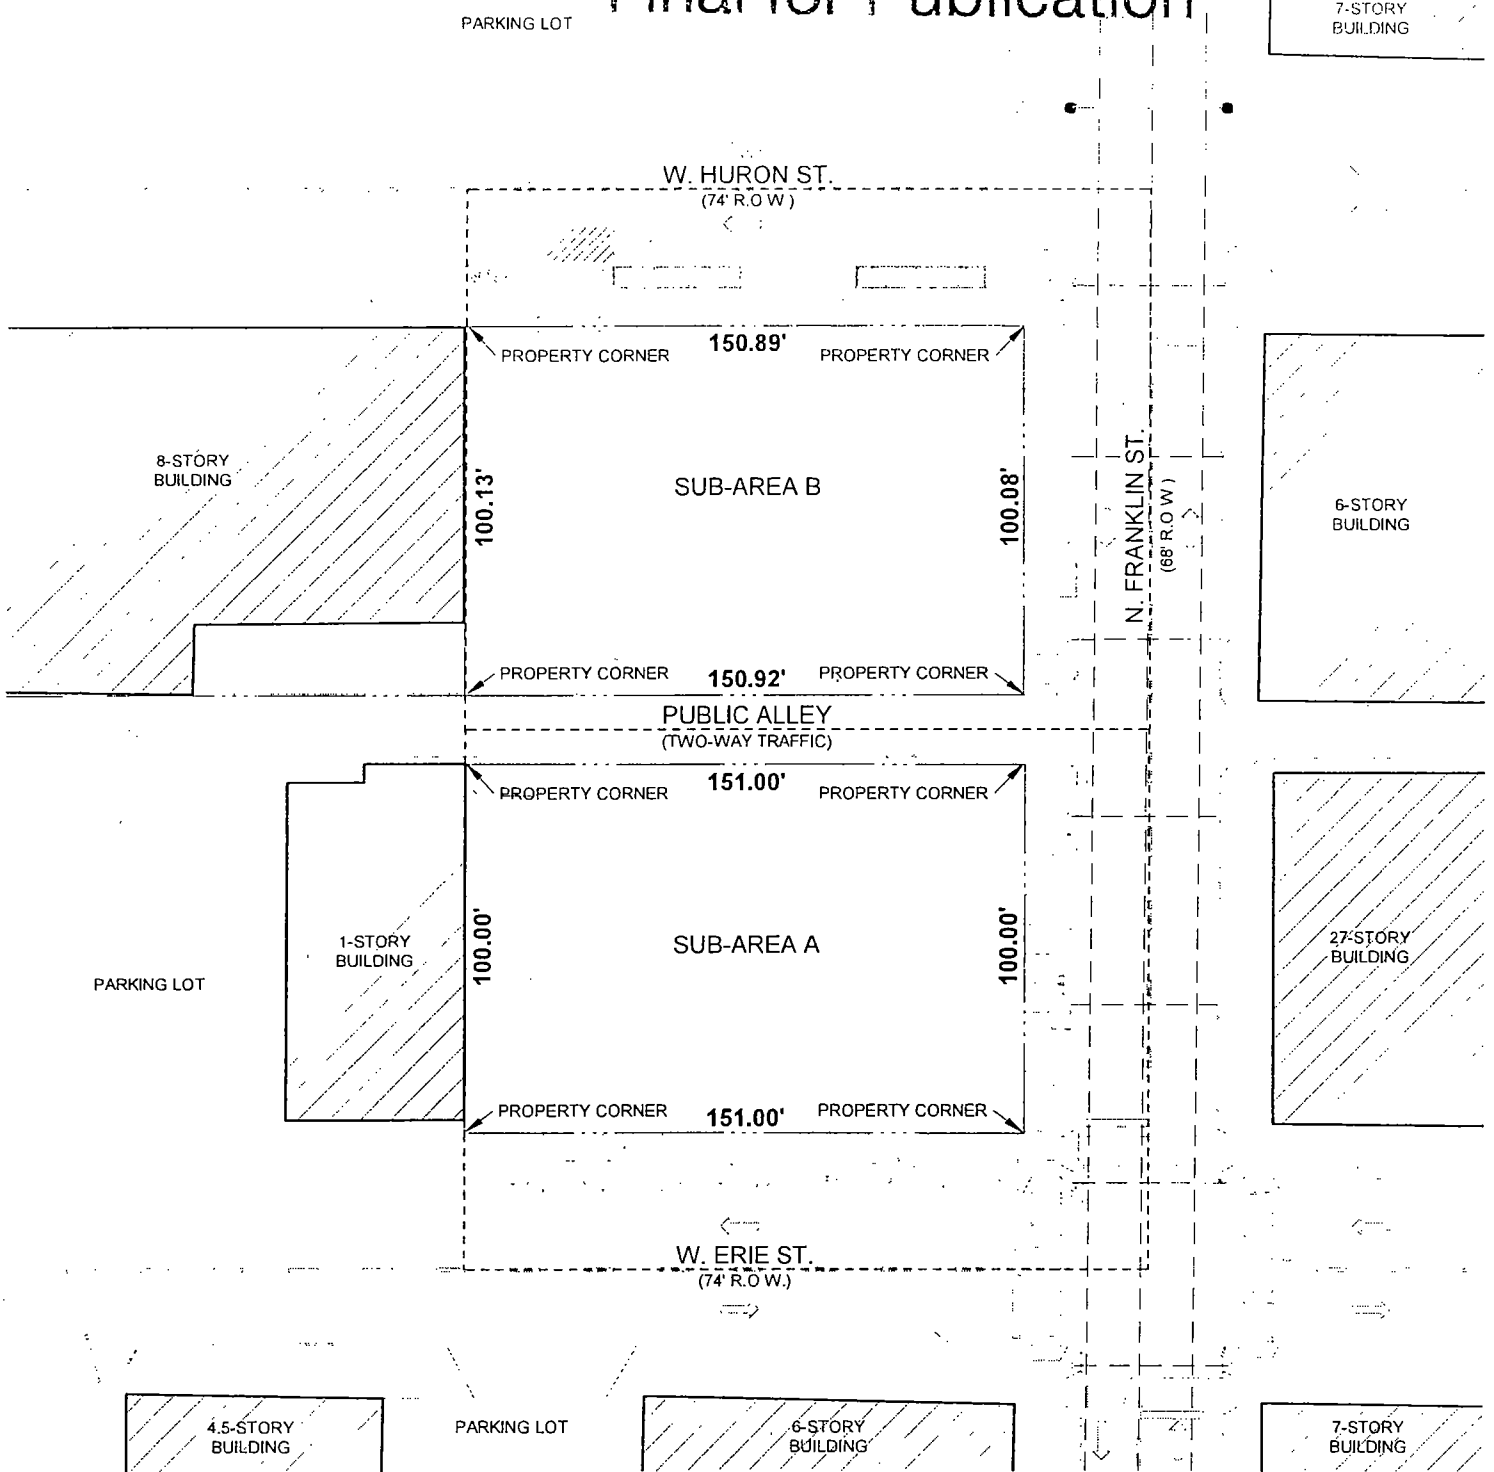 Final for Publication
PARKING LOT
7-STORY
BUILDING
W. HURON ST.
(74' R.O W )
PROPERTY CORNER
150.89'
PROPERTY CORNER
8-STORY
BUILDING
100.13'
SUB-AREA B
100.08'
N. FRANKLIN ST.
(68' R.O W )
6-STORY
BUILDING
PROPERTY CORNER
150.92'
PROPERTY CORNER
PUBLIC ALLEY
(TWO-WAY TRAFFIC)
PROPERTY CORNER
151.00'
PROPERTY CORNER
1-STORY
BUILDING
100.00'
SUB-AREA A
100.00'
27-STORY
BUILDING
PARKING LOT
PROPERTY CORNER
151.00'
PROPERTY CORNER
W. ERIE ST.
(74' R.O W.)
4.5-STORY
BUILDING
PARKING LOT
6-STORY
BUILDING
7-STORY
BUILDING